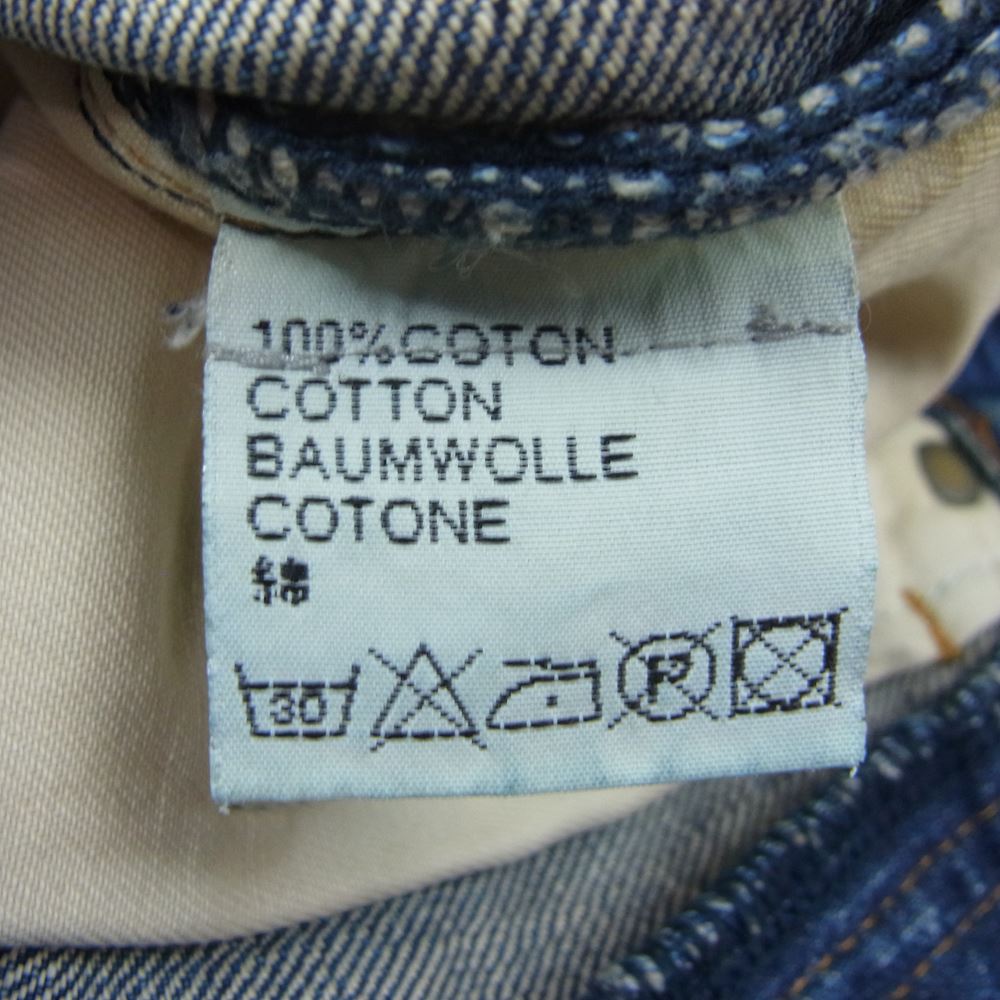 100%COTON
COTTON
BAUMWOLLE
COTONE
綿
30 P